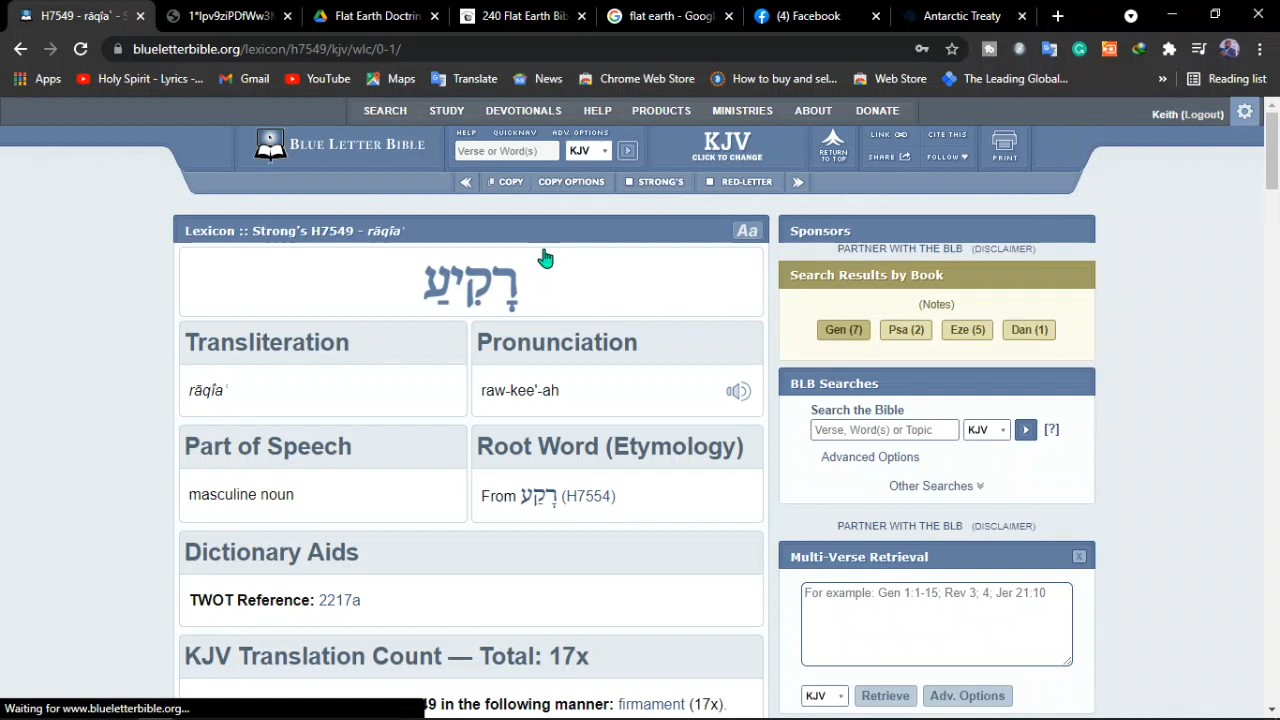 H7549 - rāqîaʿ - S
1*lpv9ziPDfWw3M
Flat Earth Doctrin
240 Flat Earth Bib
flat earth - Googl
(4) Facebook
Antarctic Treaty
blueletterbible.org/lexicon/h7549/kjv/wlc/0-1/
Apps
Holy Spirit - Lyrics -...
Gmail
YouTube
Maps
Translate
News
Chrome Web Store
How to buy and sel...
Web Store
The Leading Global...
»
Reading list
SEARCH STUDY DEVOTIONALS HELP PRODUCTS MINISTRIES ABOUT DONATE
Keith (Logout)
BLUE LETTER BIBLE
HELP QUICKNAV ADV. OPTIONS
Verse or Word(s) KJV
KJV
CLICK TO CHANGE
RETURN
TO TOP
LINK CITE THIS
SHARE FOLLOW
PRINT
COPY COPY OPTIONS STRONG'S RED-LETTER
Lexicon :: Strong's H7549 - rāqîaʿ Aa
רָקִיעַ
Transliteration
rāqîaʿ
Pronunciation
raw-kee'-ah
Part of Speech
masculine noun
Root Word (Etymology)
From רָקַע (H7554)
Dictionary Aids
TWOT Reference: 2217a
KJV Translation Count — Total: 17x
49 in the following manner: firmament (17x).
Sponsors
PARTNER WITH THE BLB (DISCLAIMER)
Search Results by Book
(Notes)
Gen (7) Psa (2) Eze (5) Dan (1)
BLB Searches
Search the Bible
Verse, Word(s) or Topic KJV [?]
Advanced Options
Other Searches
PARTNER WITH THE BLB (DISCLAIMER)
Multi-Verse Retrieval x
For example: Gen 1:1-15; Rev 3; 4; Jer 21:10
KJV Retrieve Adv. Options
Waiting for www.blueletterbible.org...